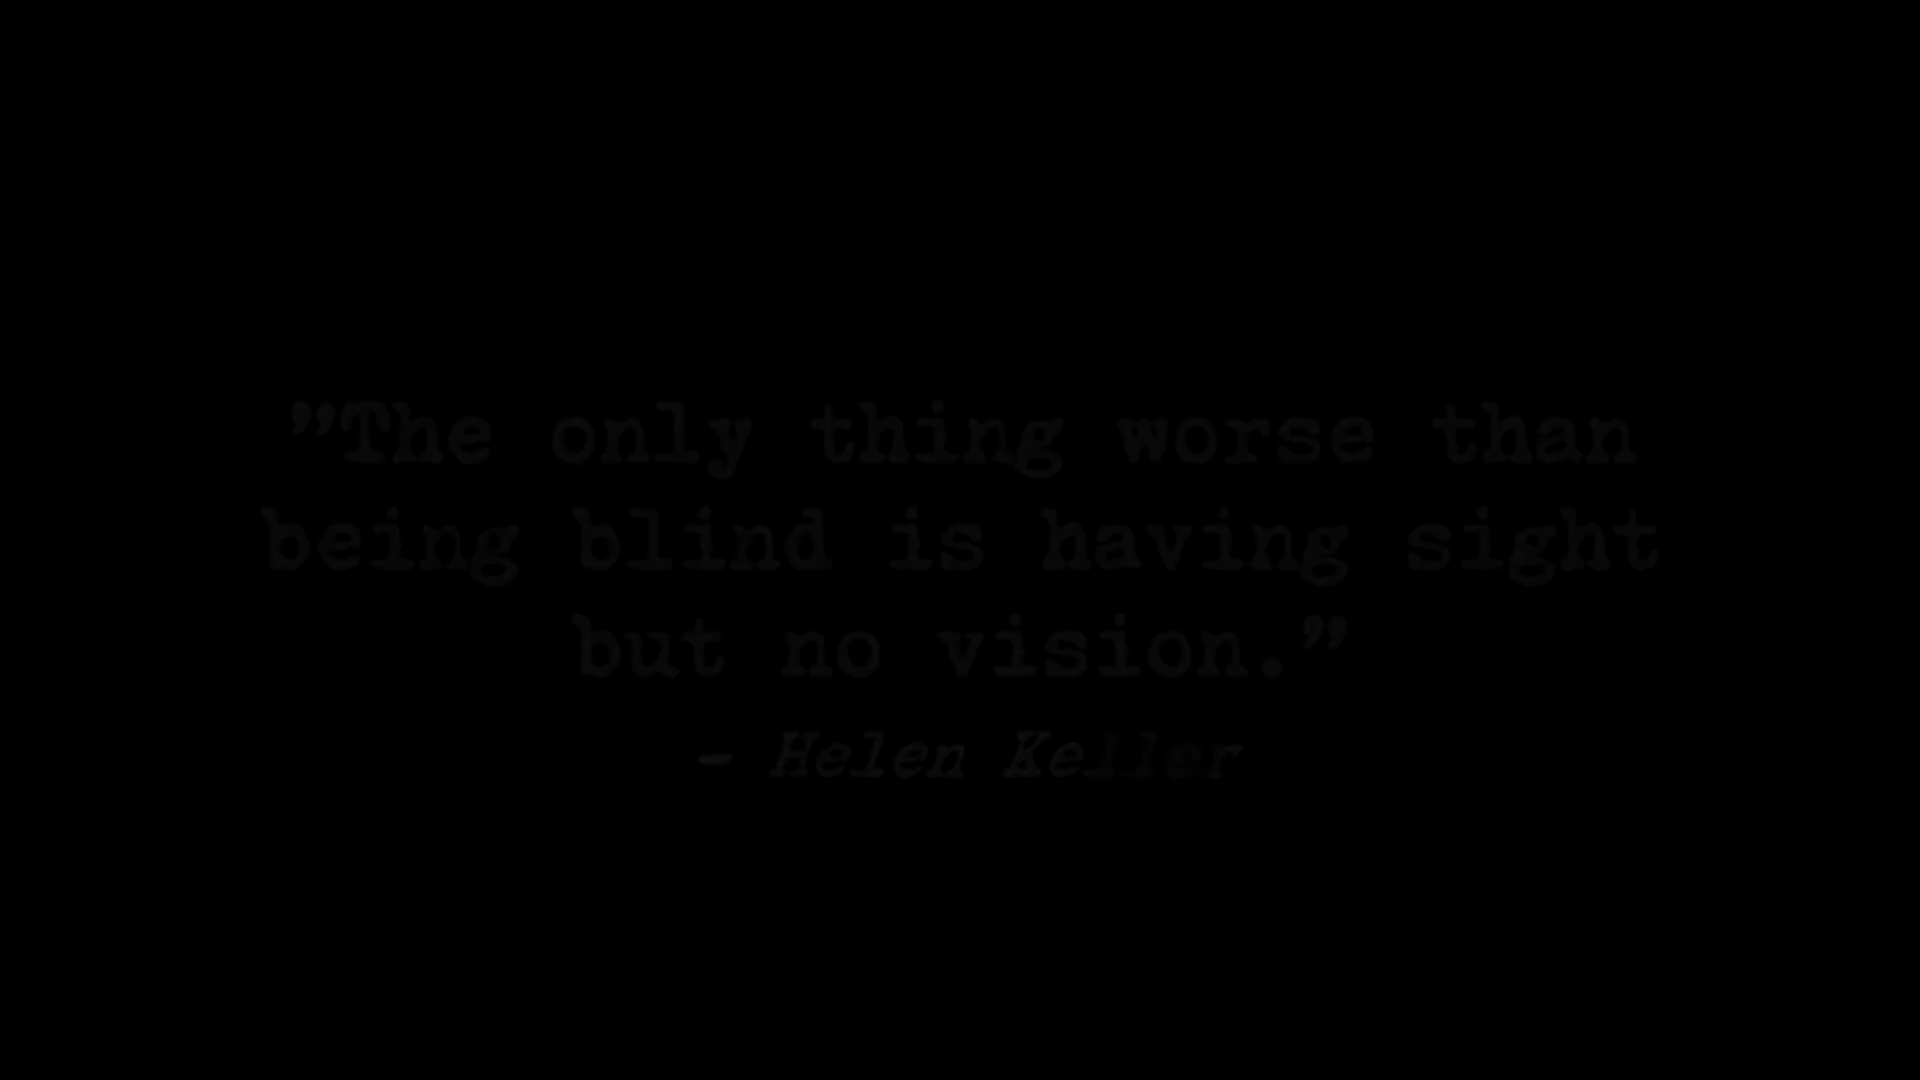 ”The only thing worse than
being blind is having sight
but no vision.”
- Helen Keller